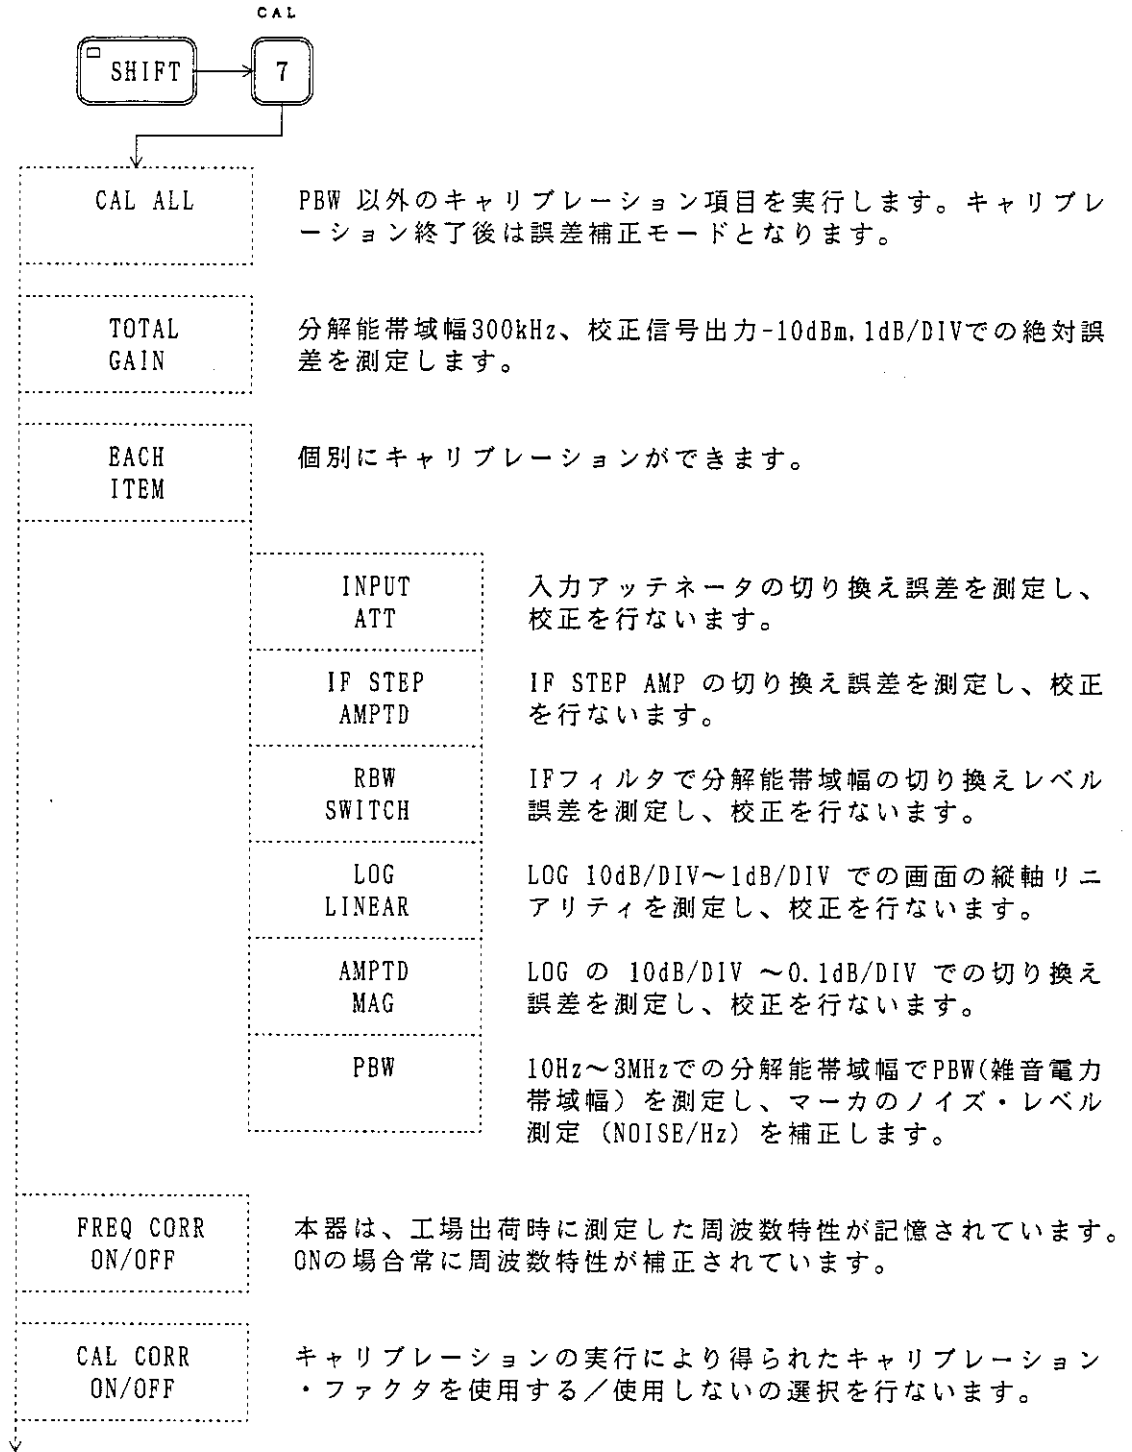 CAL
SHIFT
7
CAL ALL
PBW 以外のキャリブレーション項目を実行します。キャリブレ
ーション終了後は誤差補正モードとなります。
TOTAL
GAIN
分解能帯域幅300kHz、校正信号出力-10dBm,1dB/DIVでの絶対誤
差を測定します。
EACH
ITEM
個別にキャリブレーションができます。
INPUT
ATT
入力アッテネータの切り換え誤差を測定し、
校正を行ないます。
IF STEP
AMPTD
IF STEP AMP の切り換え誤差を測定し、校正
を行ないます。
RBW
SWITCH
IFフィルタで分解能帯域幅の切り換えレベル
誤差を測定し、校正を行ないます。
LOG
LINEAR
LOG 10dB/DIV〜1dB/DIV での画面の縦軸リニ
アリティを測定し、校正を行ないます。
AMPTD
MAG
LOG の 10dB/DIV 〜0.1dB/DIV での切り換え
誤差を測定し、校正を行ないます。
PBW
10Hz〜3MHzでの分解能帯域幅でPBW(雑音電力
帯域幅）を測定し、マーカのノイズ・レベル
測定（NOISE/Hz）を補正します。
FREQ CORR
ON/OFF
本器は、工場出荷時に測定した周波数特性が記憶されています。
ONの場合常に周波数特性が補正されています。
CAL CORR
ON/OFF
キャリブレーションの実行により得られたキャリブレーション
・ファクタを使用する／使用しないの選択を行ないます。